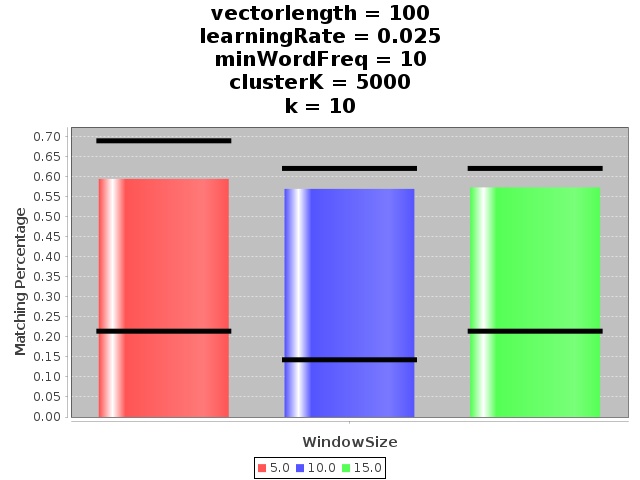 vectorlength = 100
learningRate = 0.025
minWordFreq = 10
clusterK = 5000
k = 10
0.70
0.65
0.60
0.55
0.50
0.45
0.40
0.35
0.30
0.25
0.20
0.15
0.10
0.05
0.00
Matching Percentage
WindowSize
5.0 10.0 15.0